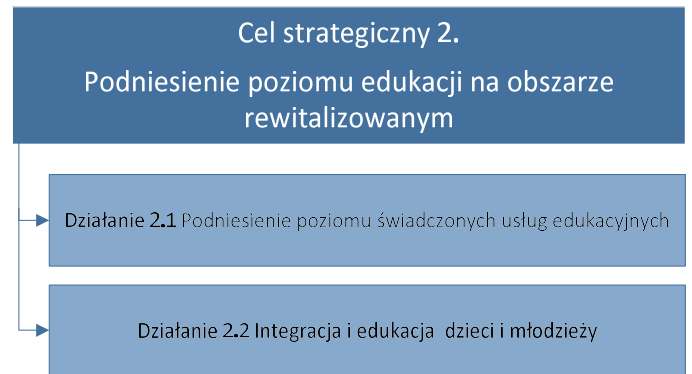 Cel strategiczny 2.
Podniesienie poziomu edukacji na obszarze
rewitalizowanym
Działanie 2.1 Podniesienie poziomu świadczonych usług edukacyjnych
Działanie 2.2 Integracja i edukacja  dzieci i młodzieży